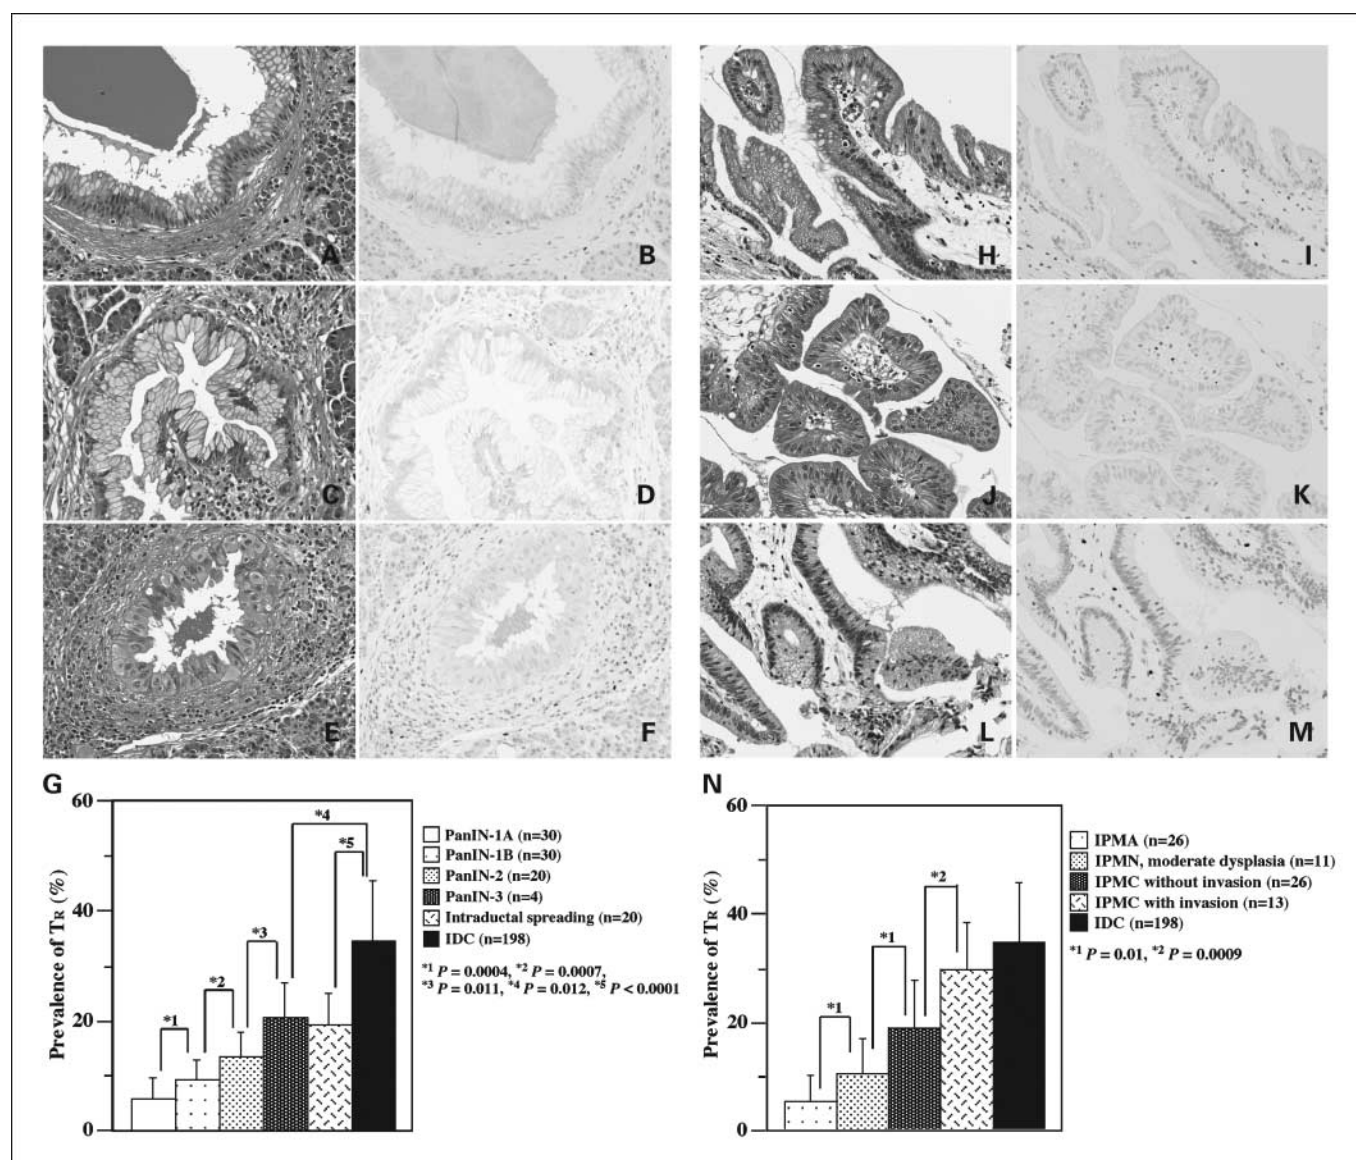 A
B
H
I
C
D
J
K
E
F
L
M
G
60
40
20
0
Prevalence of TR (%)
*1
*2
*3
*4
*5
PanIN-1A (n=30)
PanIN-1B (n=30)
PanIN-2 (n=20)
PanIN-3 (n=4)
Intraductal spreading (n=20)
IDC (n=198)
*1 P = 0.0004, *2 P = 0.0007,
*3 P = 0.011, *4 P = 0.012, *5 P < 0.0001
N
60
40
20
0
Prevalence of TR (%)
*1
*1
*2
IPMA (n=26)
IPMN, moderate dysplasia (n=11)
IPMC without invasion (n=26)
IPMC with invasion (n=13)
IDC (n=198)
*1 P = 0.01, *2 P = 0.0009